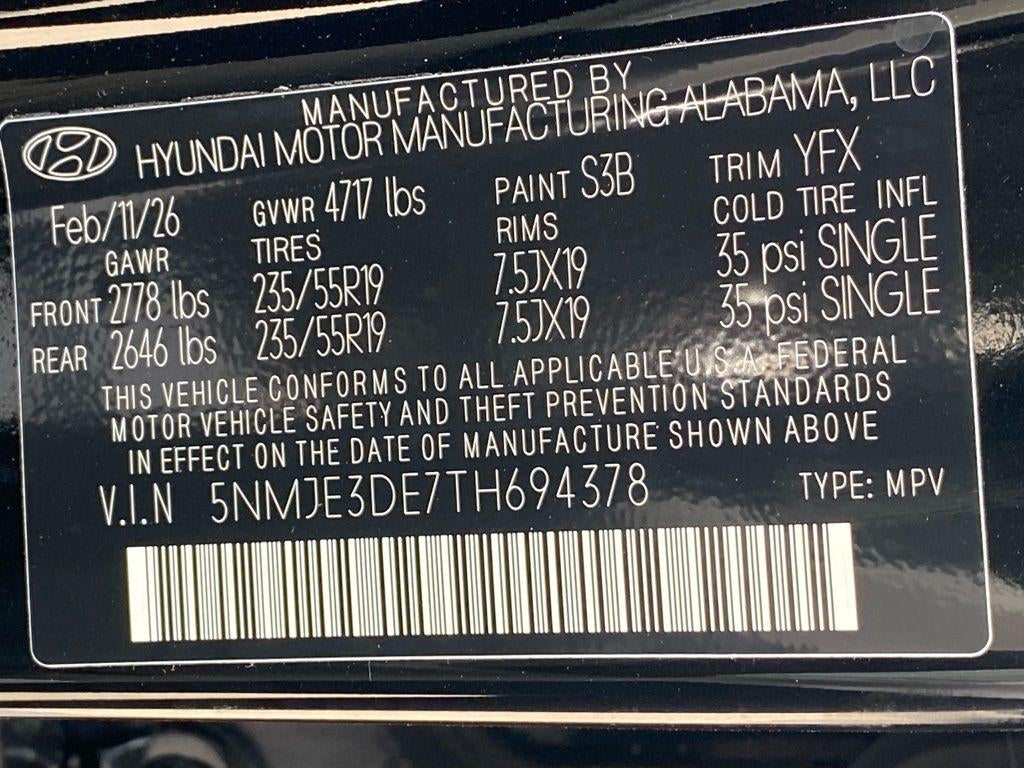 MANUFACTURED BY
HYUNDAI MOTOR MANUFACTURING ALABAMA, LLC
Feb/11/26 GVWR 4717 lbs PAINT S3B TRIM YFX
GAWR TIRES RIMS COLD TIRE INFL
FRONT 2778 lbs 235/55R19 7.5JX19 35 psi SINGLE
REAR 2646 lbs 235/55R19 7.5JX19 35 psi SINGLE
THIS VEHICLE CONFORMS TO ALL APPLICABLE U.S.A. FEDERAL
MOTOR VEHICLE SAFETY AND THEFT PREVENTION STANDARDS
IN EFFECT ON THE DATE OF MANUFACTURE SHOWN ABOVE
V.I.N 5NMJE3DE7TH694378 TYPE: MPV